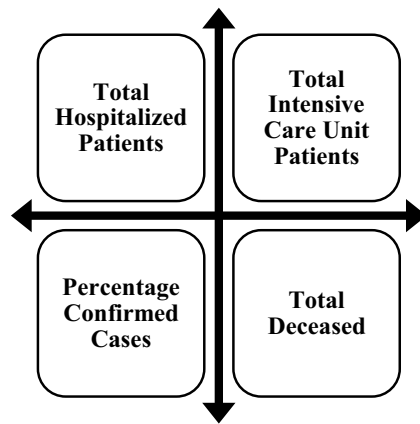 Total
Hospitalized
Patients
Total
Intensive
Care Unit
Patients
Percentage
Confirmed
Cases
Total
Deceased